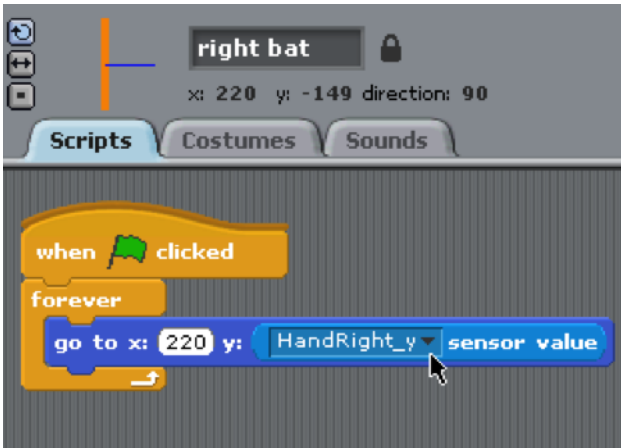 right bat
x: 220 y: -149 direction: 90
Scripts Costumes Sounds
when clicked
forever
go to x: 220 y: HandRight_y sensor value